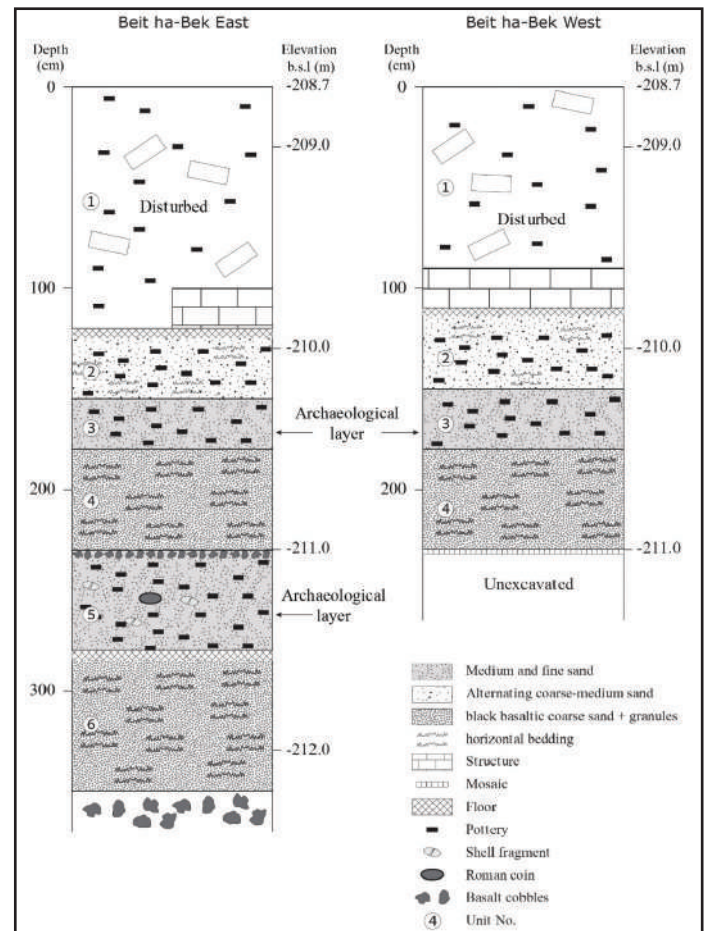 Beit ha-Bek East
Depth
(cm)
Elevation
b.s.l (m)
0
-208.7
-209.0
1
Disturbed
100
-210.0
2
3
4
200
-211.0
5
300
6
-212.0
Archaeological
layer
Archaeological
layer
Beit ha-Bek West
Depth
(cm)
Elevation
b.s.l (m)
0
-208.7
-209.0
1
Disturbed
100
-210.0
2
3
200
4
-211.0
Unexcavated
Medium and fine sand
Alternating coarse-medium sand
black basaltic coarse sand + granules
horizontal bedding
Structure
Mosaic
Floor
Pottery
Shell fragment
Roman coin
Basalt cobbles
4 Unit No.